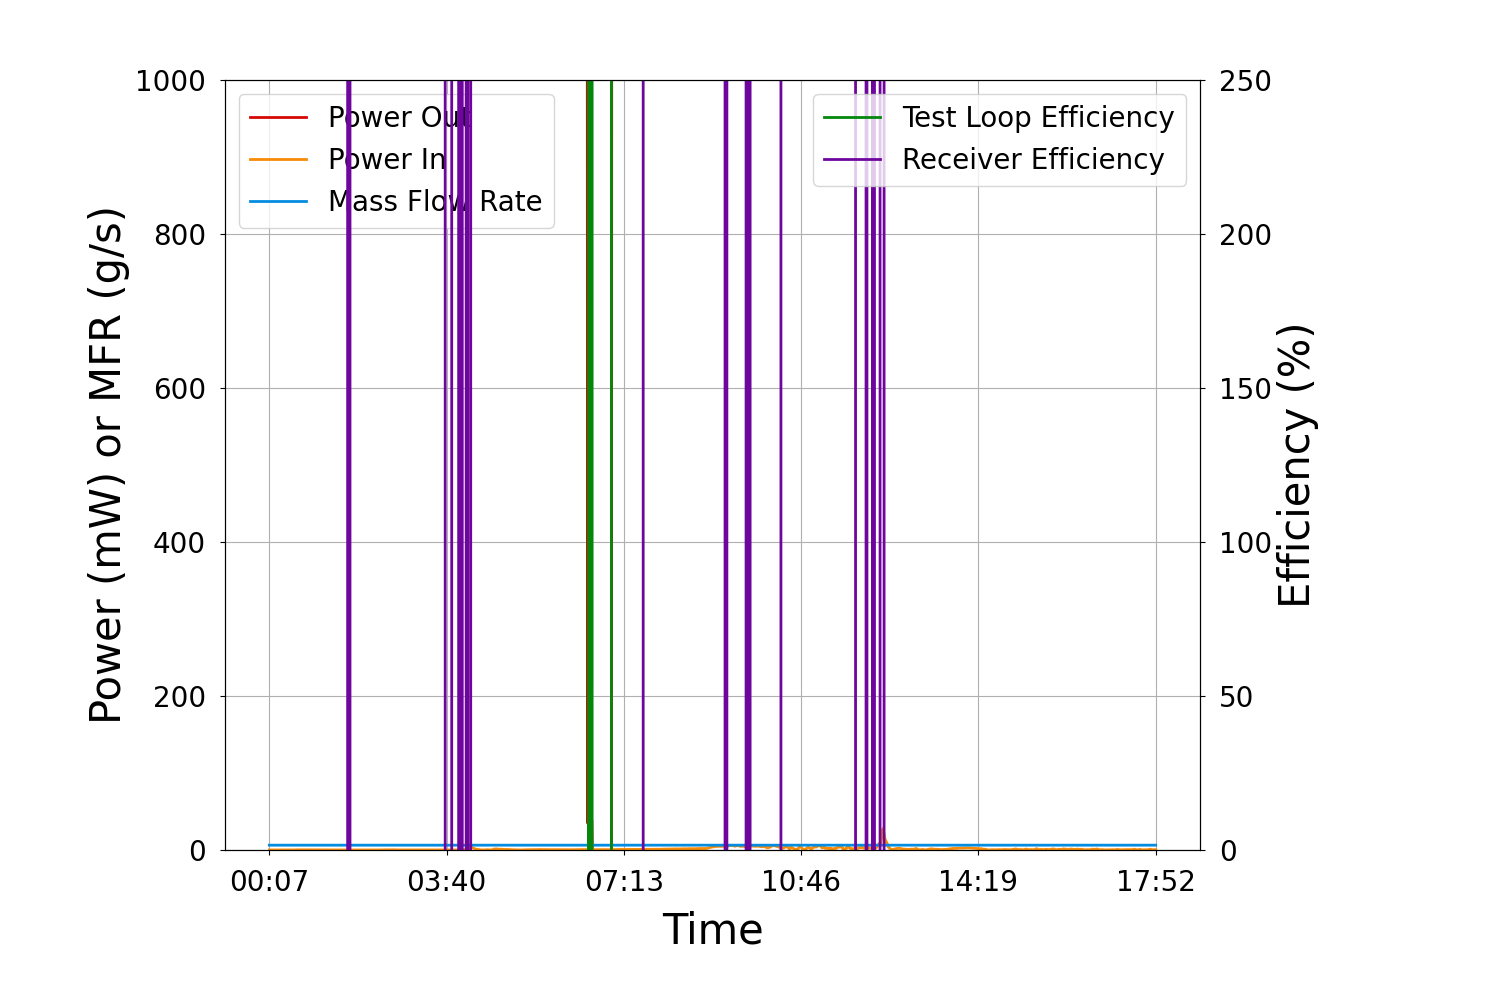 1000
800
600
400
200
0
Power (mW) or MFR (g/s)
Power Out
Power In
Mass Flow Rate
Test Loop Efficiency
Receiver Efficiency
250
200
150
100
50
0
Efficiency (%)
00:07 03:40 07:13 10:46 14:19 17:52
Time